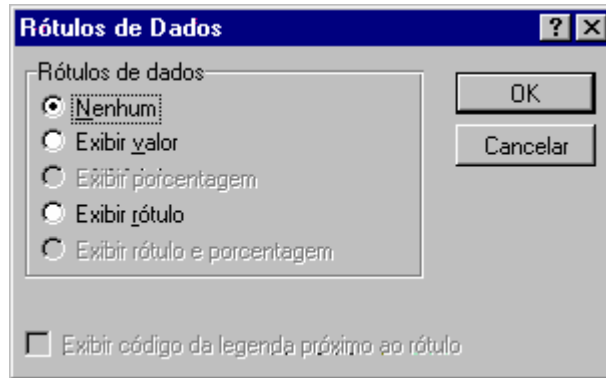 Rótulos de Dados
Rótulos de dados
Nenhum
Exibir valor
Exibir porcentagem
Exibir rótulo
Exibir rótulo e porcentagem
OK
Cancelar
Exibir código da legenda próximo ao rótulo